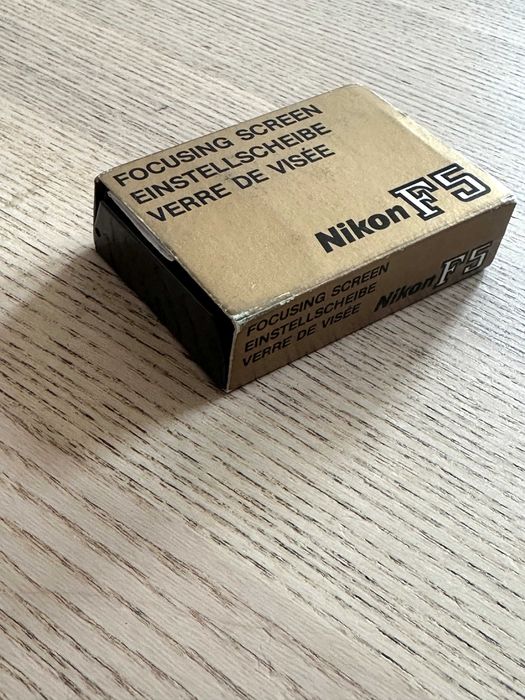 FOCUSING SCREEN
EINSTELLSCHEIBE
VERRE DE VISÉE
Nikon F5
FOCUSING SCREEN
EINSTELLSCHEIBE
VERRE DE VISÉE
Nikon F5